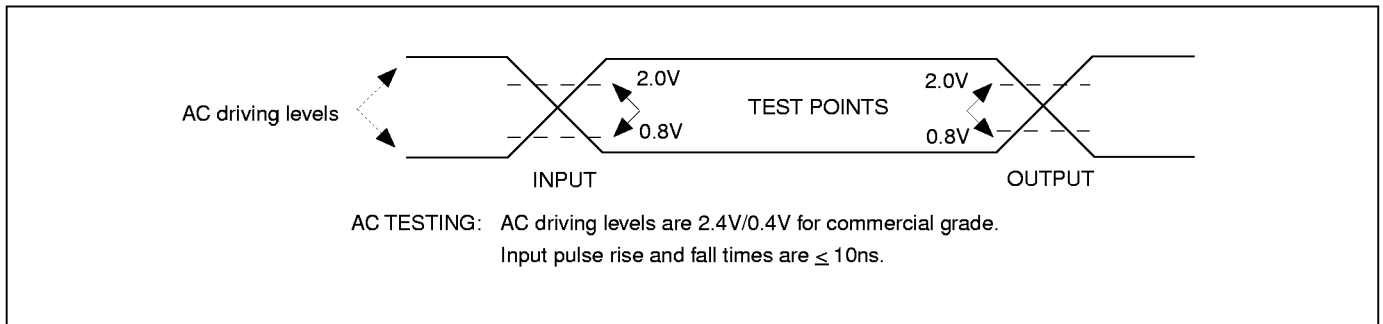 2.0V
2.0V
AC driving levels
TEST POINTS
0.8V
0.8V
INPUT
OUTPUT
AC TESTING: AC driving levels are 2.4V/0.4V for commercial grade.
Input pulse rise and fall times are ≤ 10ns.